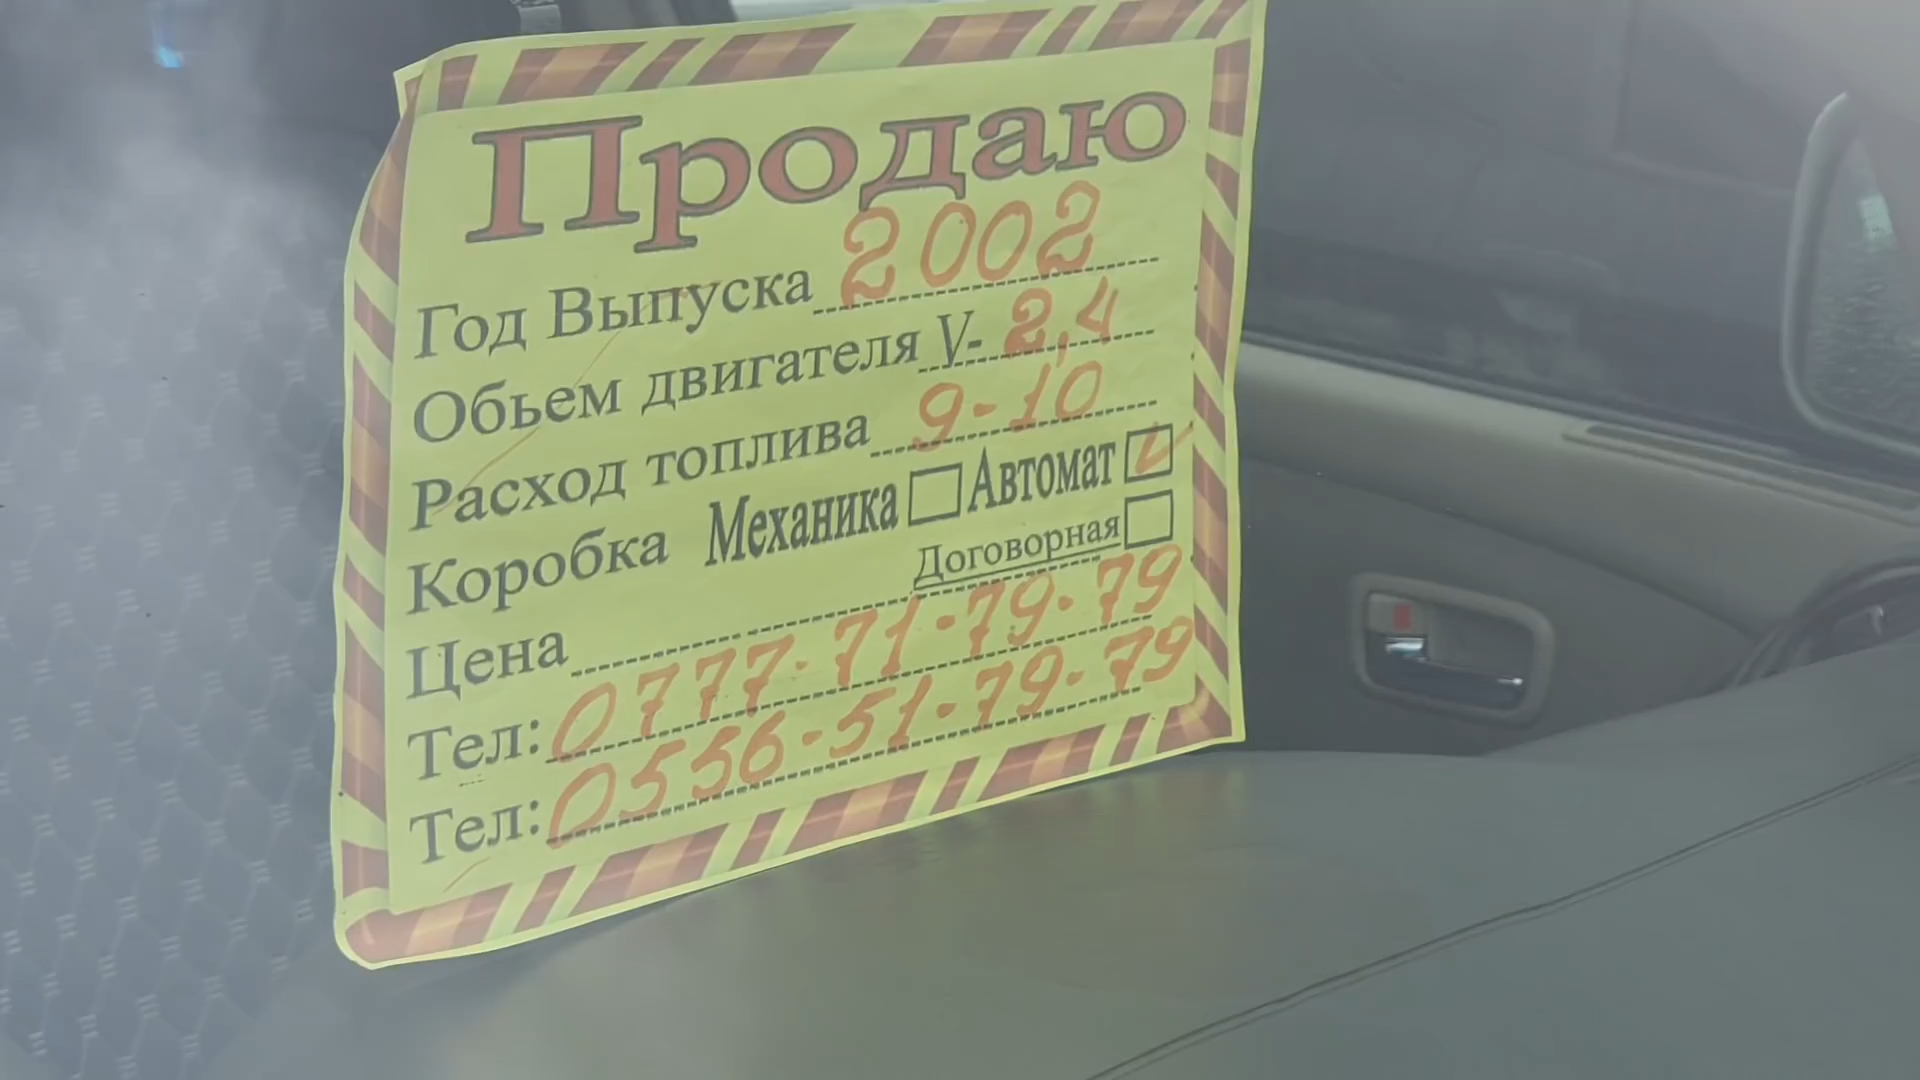 Продаю
Год Выпуска 2002
Обьем двигателя V- 2,4
Расход топлива 9-10
Коробка Механика Автомат V
Договорная
Цена
Тел: 0777-71-79-79
Тел: 0556-51-79-79